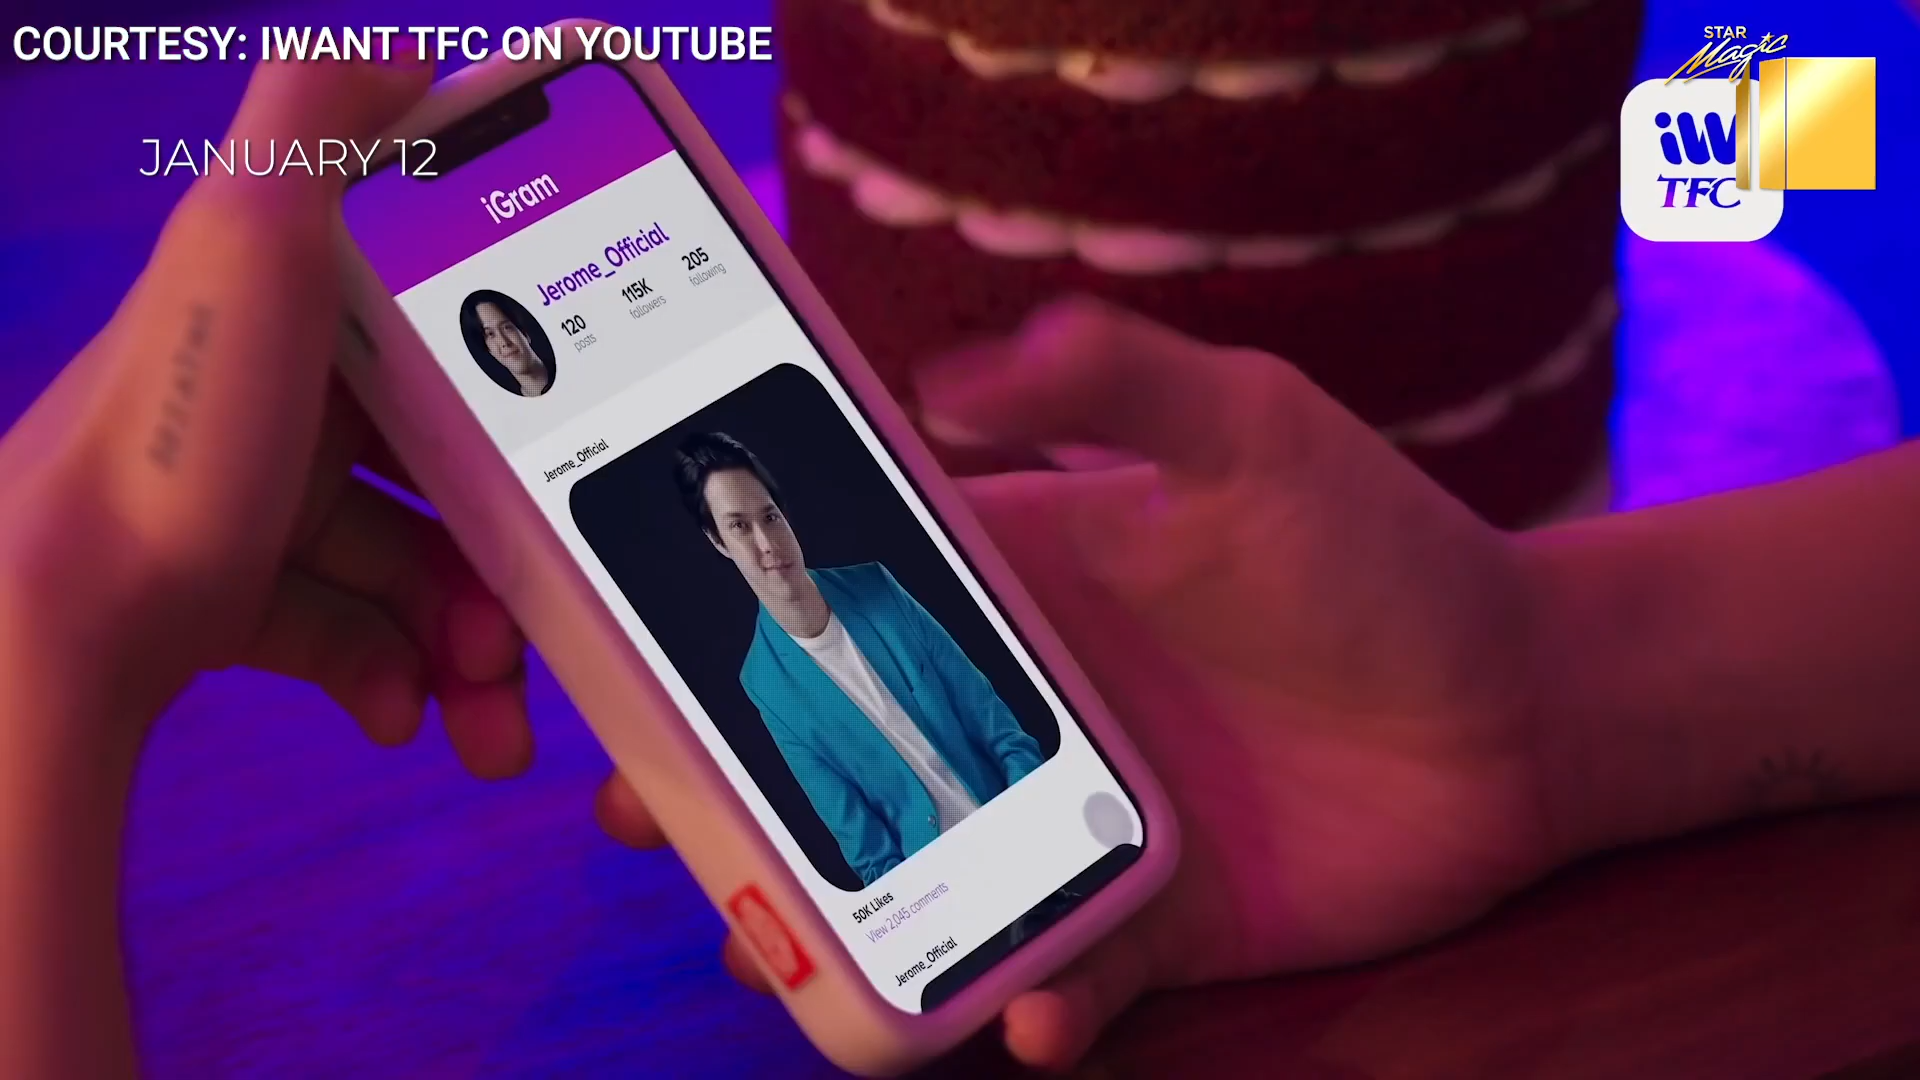 COURTESY: IWANT TFC ON YOUTUBE
STAR
Magic
JANUARY 12
iW
TFC
iGram
Jerome_Official
120
posts
115K
followers
205
following
Jerome_Official
50K Likes
View 2,045 comments
Jerome_Official